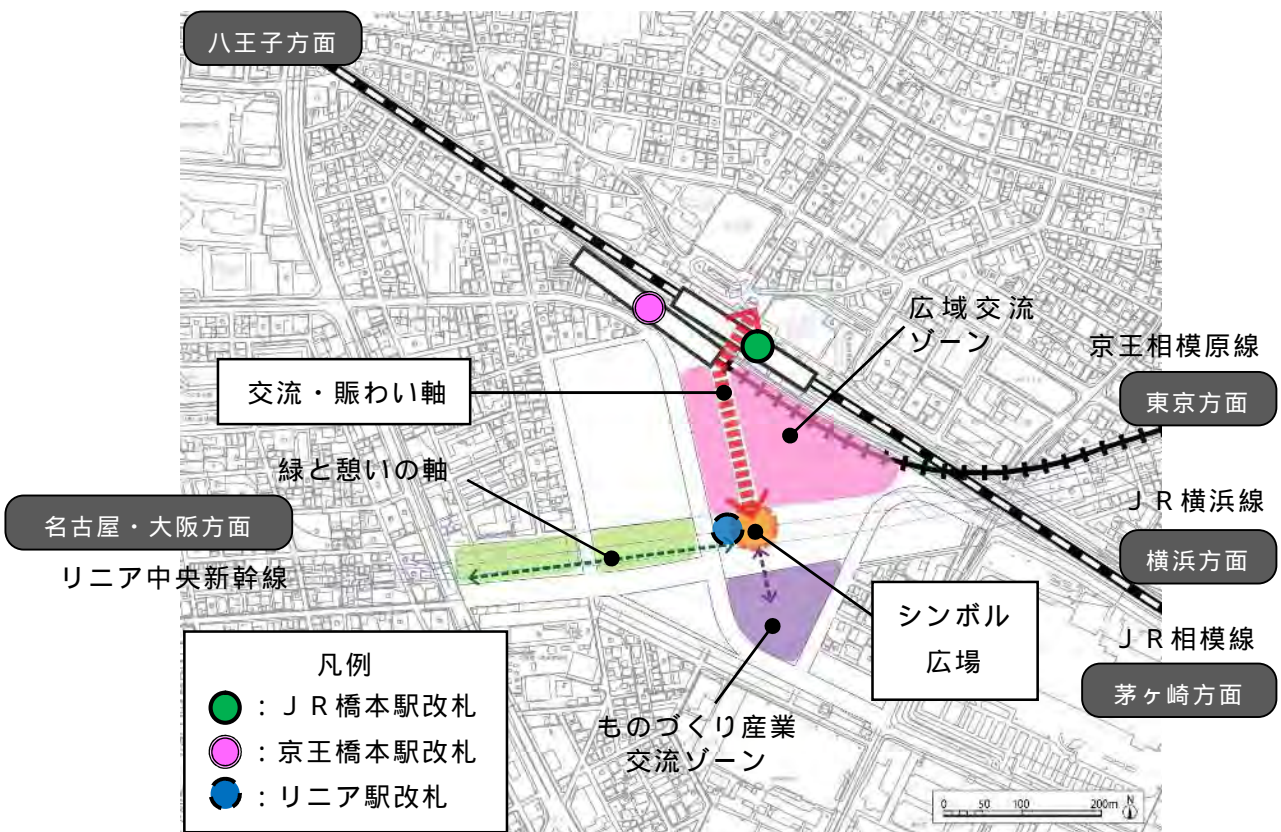 八王子方面
広域交流
ゾーン
京王相模原線
東京方面
交流・賑わい軸
緑と憩いの軸
名古屋・大阪方面
リニア中央新幹線
ＪＲ横浜線
横浜方面
シンボル
広場
ＪＲ相模線
茅ヶ崎方面
ものづくり産業
交流ゾーン
凡例
：ＪＲ橋本駅改札
：京王橋本駅改札
：リニア駅改札
0 50 100 200m N